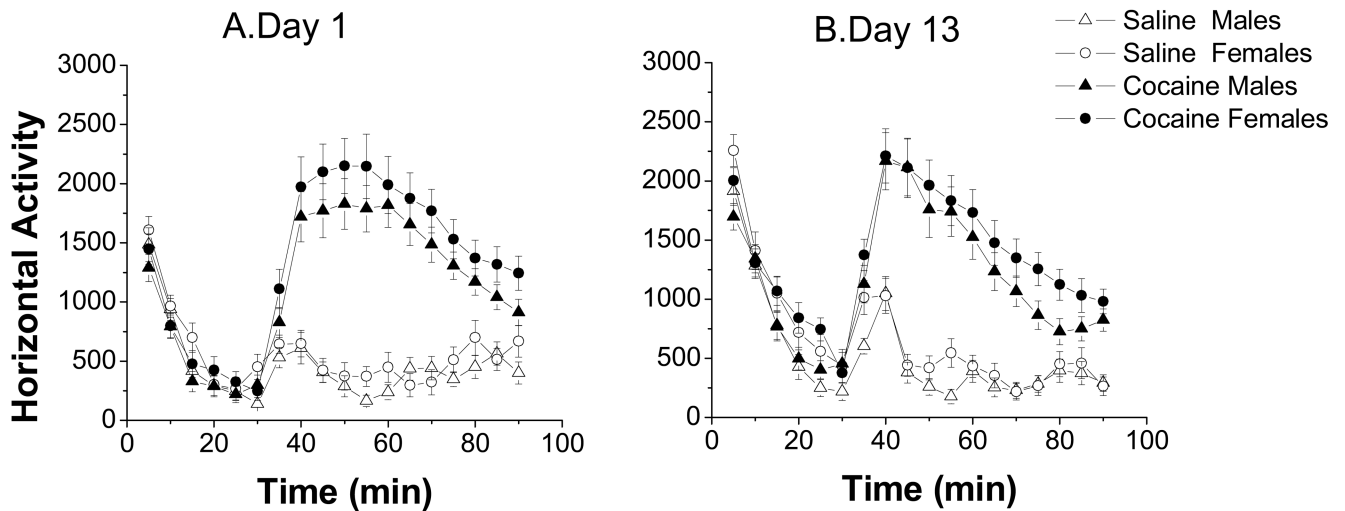 A.Day 1
B.Day 13
Saline Males
Saline Females
Cocaine Males
Cocaine Females
Horizontal Activity
3000
2500
2000
1500
1000
500
0
0 20 40 60 80 100
Time (min)
3000
2500
2000
1500
1000
500
0
0 20 40 60 80 100
Time (min)